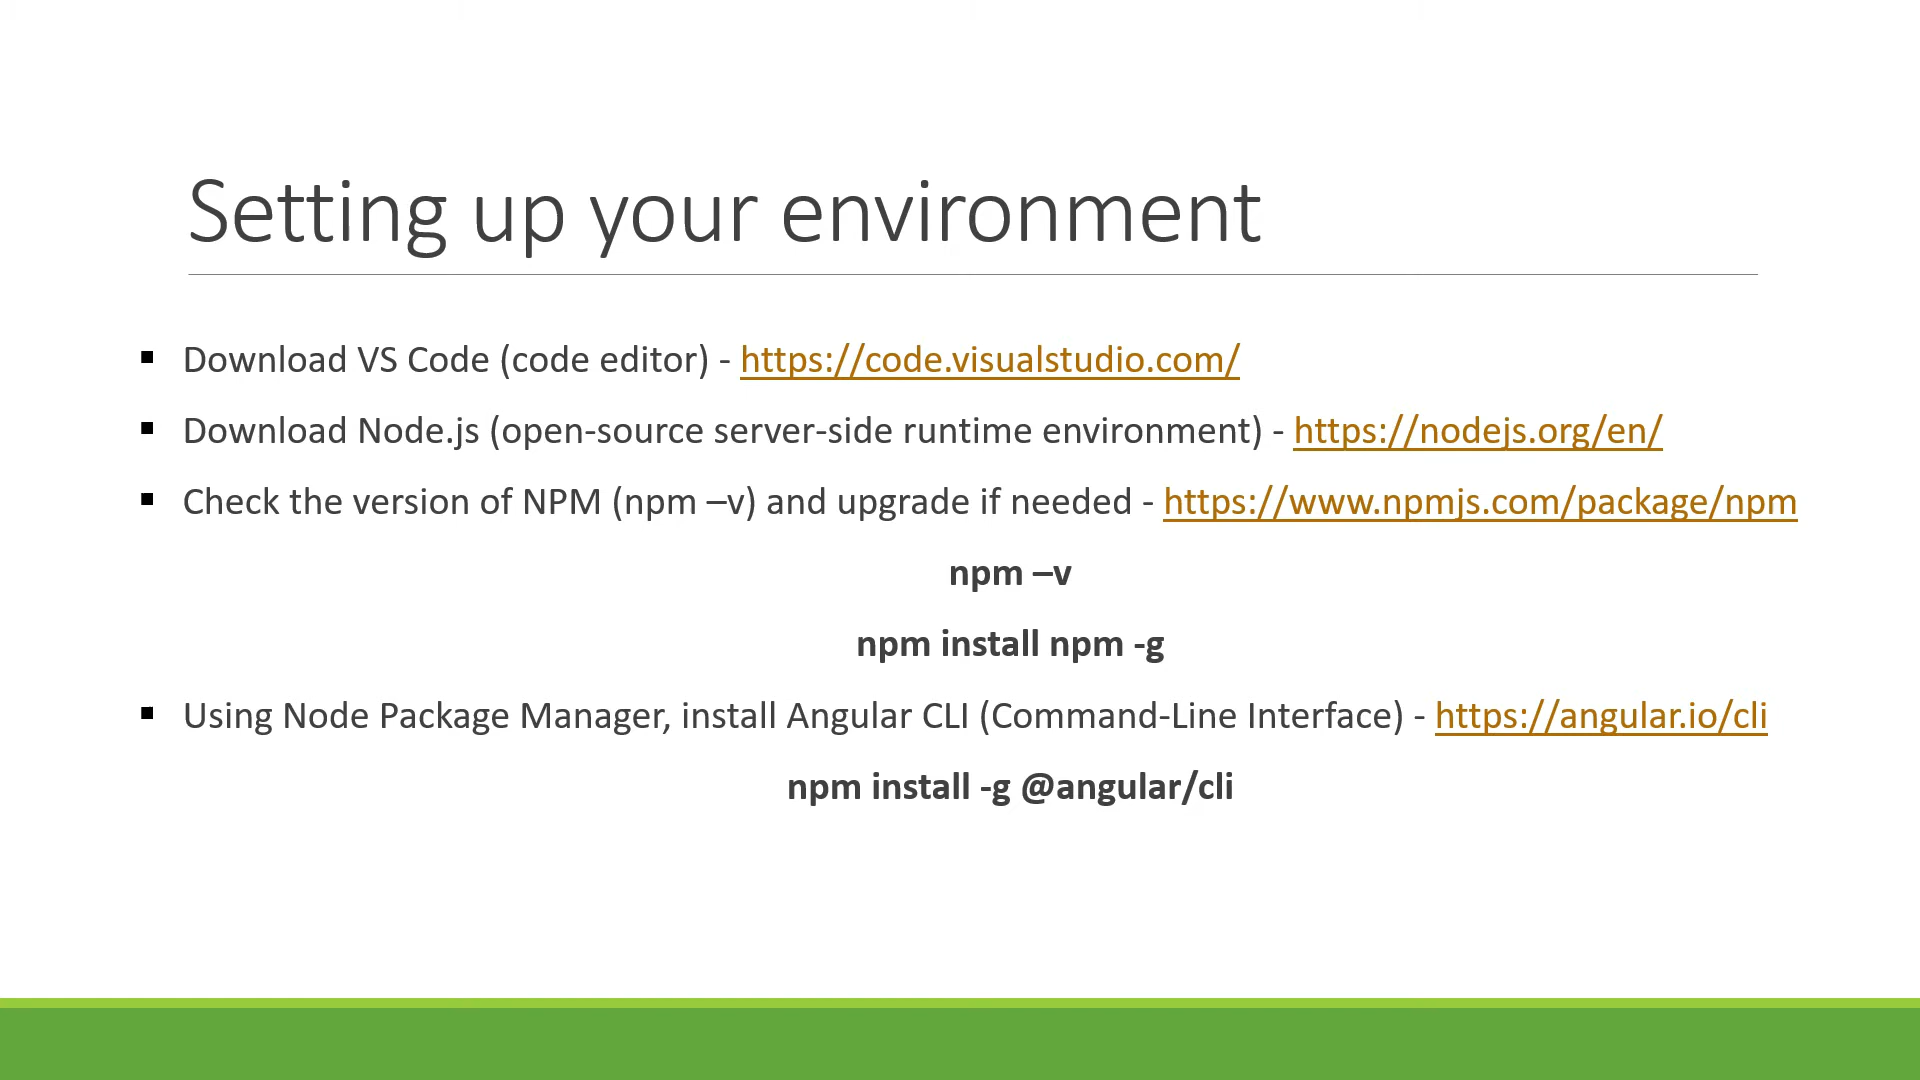 Setting up your environment
▪ Download VS Code (code editor) - https://code.visualstudio.com/
▪ Download Node.js (open-source server-side runtime environment) - https://nodejs.org/en/
▪ Check the version of NPM (npm –v) and upgrade if needed - https://www.npmjs.com/package/npm
npm –v
npm install npm -g
▪ Using Node Package Manager, install Angular CLI (Command-Line Interface) - https://angular.io/cli
npm install -g @angular/cli